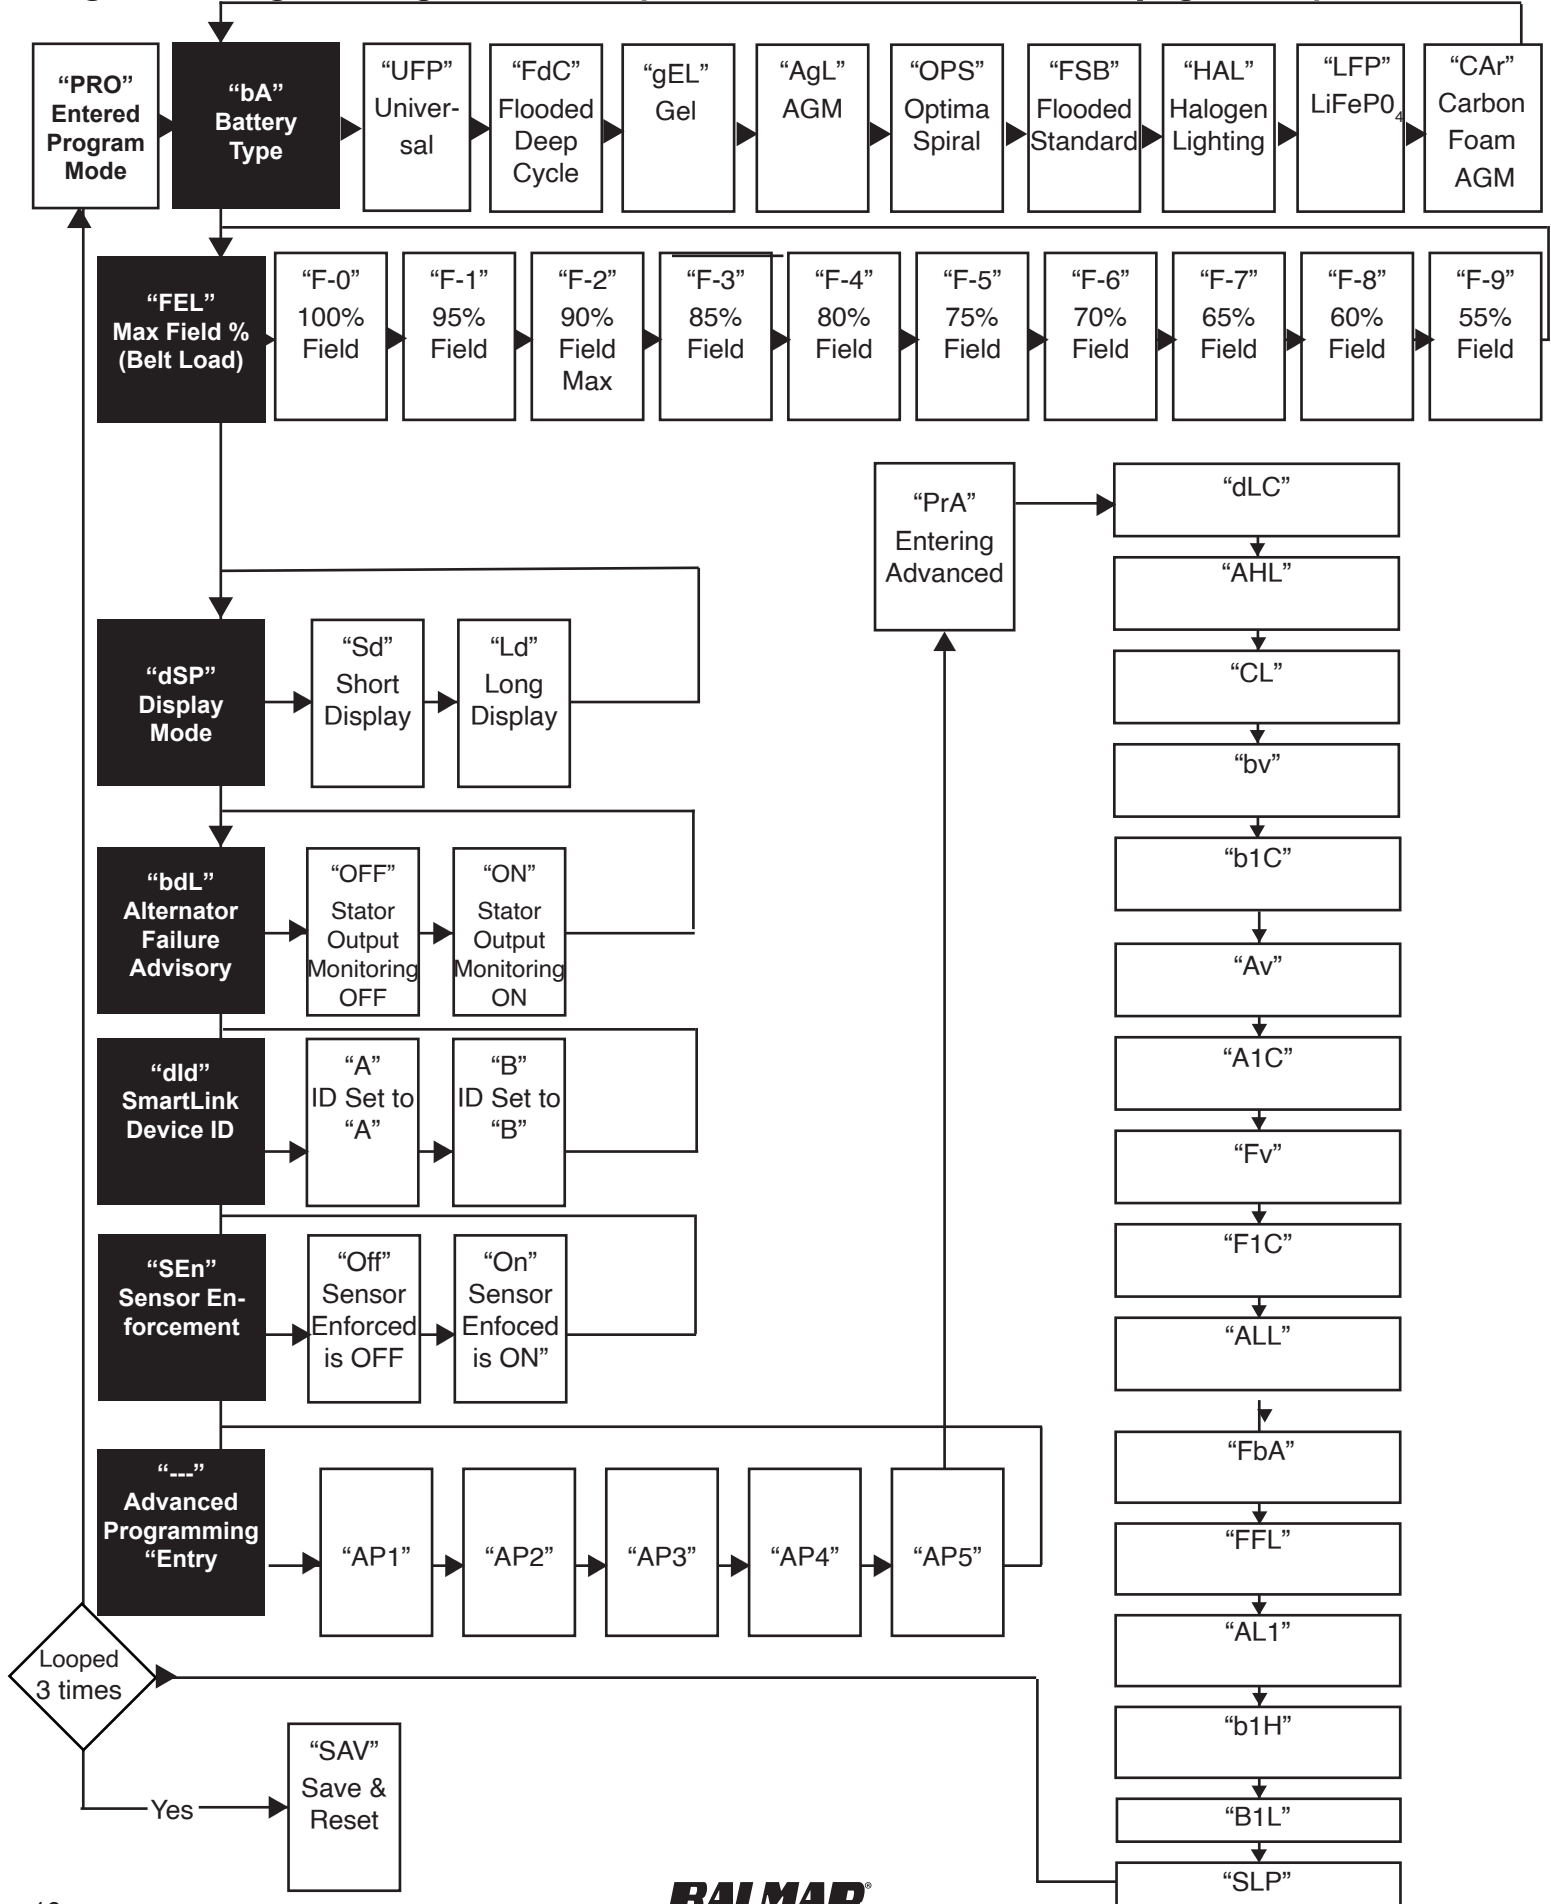 “PRO”
Entered
Program
Mode
“bA”
Battery
Type
“UFP”
Univer-
sal
“FdC”
Flooded
Deep
Cycle
“gEL”
Gel
“AgL”
AGM
“OPS”
Optima
Spiral
“FSB”
Flooded
Standard
“HAL”
Halogen
Lighting
“LFP”
LiFeP0₄
“CAr”
Carbon
Foam
AGM
“FEL”
Max Field %
(Belt Load)
“F-0”
100%
Field
“F-1”
95%
Field
“F-2”
90%
Field
Max
“F-3”
85%
Field
“F-4”
80%
Field
“F-5”
75%
Field
“F-6”
70%
Field
“F-7”
65%
Field
“F-8”
60%
Field
“F-9”
55%
Field
“dSP”
Display
Mode
“Sd”
Short
Display
“Ld”
Long
Display
“bdL”
Alternator
Failure
Advisory
“OFF”
Stator
Output
Monitoring
OFF
“ON”
Stator
Output
Monitoring
ON
“dId”
SmartLink
Device ID
“A”
ID Set to
“A”
“B”
ID Set to
“B”
“SEn”
Sensor En-
forcement
“Off”
Sensor
Enforced
is OFF
“On”
Sensor
Enfoced
is ON”
“---”
Advanced
Programming
“Entry
“AP1”
“AP2”
“AP3”
“AP4”
“AP5”
“PrA”
Entering
Advanced
“dLC”
“AHL”
“CL”
“bv”
“b1C”
“Av”
“A1C”
“Fv”
“F1C”
“ALL”
“FbA”
“FFL”
“AL1”
“b1H”
“B1L”
“SLP”
Looped
3 times
Yes
“SAV”
Save &
Reset
BALMAR®